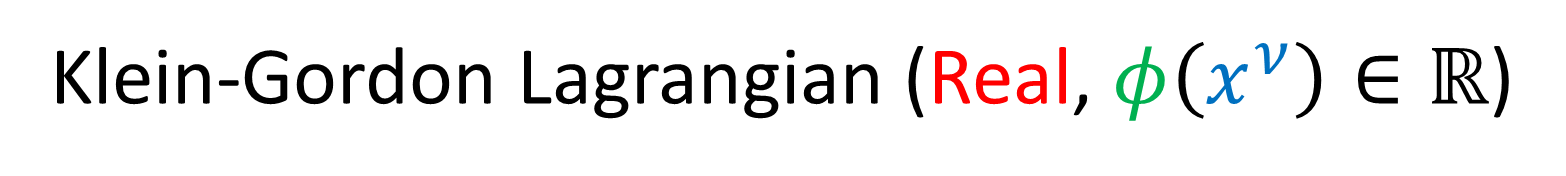 Klein-Gordon Lagrangian (Real, ϕ(x^ν) ∈ ℝ)